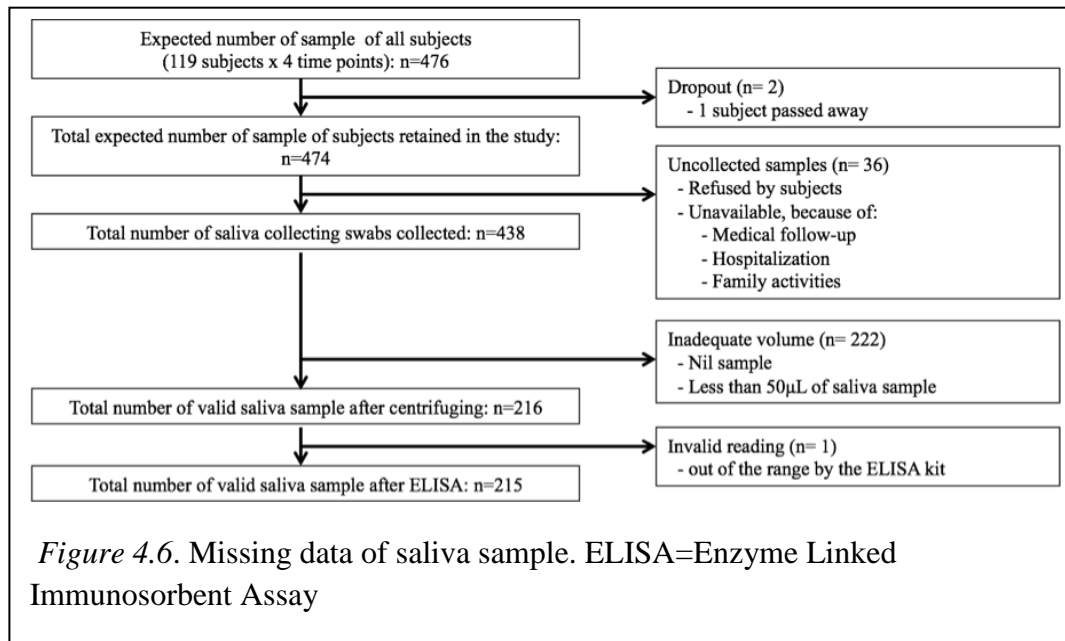 Expected number of sample of all subjects
(119 subjects x 4 time points): n=476
Dropout (n= 2)
- 1 subject passed away
Total expected number of sample of subjects retained in the study:
n=474
Uncollected samples (n= 36)
- Refused by subjects
- Unavailable, because of:
- Medical follow-up
- Hospitalization
- Family activities
Total number of saliva collecting swabs collected: n=438
Inadequate volume (n= 222)
- Nil sample
- Less than 50μL of saliva sample
Total number of valid saliva sample after centrifuging: n=216
Invalid reading (n= 1)
- out of the range by the ELISA kit
Total number of valid saliva sample after ELISA: n=215
Figure 4.6. Missing data of saliva sample. ELISA=Enzyme Linked
Immunosorbent Assay